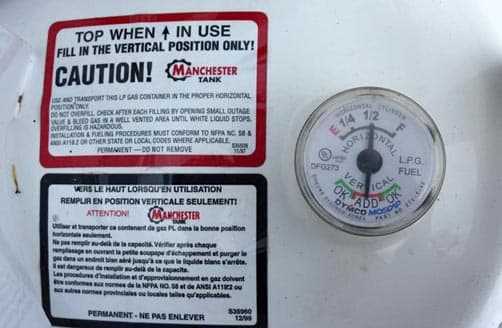 TOP WHEN ↑ IN USE
FILL IN THE VERTICAL POSITION ONLY!
CAUTION! MANCHESTER
TANK
USE AND TRANSPORT THIS LP GAS CONTAINER IN THE PROPER HORIZONTAL
POSITION ONLY.
DO NOT OVERFILL. CHECK AFTER EACH FILLING BY OPENING SMALL OUTAGE
VALVE & BLEED GAS IN A WELL VENTED AREA UNTIL WHITE LIQUID STOPS.
OVERFILLING IS HAZARDOUS.
INSTALLATION & FUELING PROCEDURES MUST CONFORM TO NFPA NO. 58 &
ANSI A119.2 OR OTHER STATE OR LOCAL CODES WHERE APPLICABLE.
PERMANENT — DO NOT REMOVE
11/97
VERS LE HAUT LORSQU'EN UTILISATION
REMPLIR EN POSITION VERTICALE SEULEMENT!
ATTENTION! MANCHESTER
TANK
Utiliser et transporter ce contenant de gaz PL dans la bonne position
horizontale seulement.
Ne pas remplir au-delà de la capacité. Vérifier après chaque
remplissage en ouvrant la petite soupape d'échappement et purger le
gaz dans un endroit bien aéré jusqu'à ce que le liquide blanc s'arrête.
Il est dangereux de remplir au-delà de la capacité.
Les procédures d'installation et d'approvisionnement en gaz doivent
être conformes aux normes de la NFPA NO. 58 et de ANSI A119/2 ou
aux autres normes provinciales ou locales telles qu'applicables.
PERMANENT - NE PAS ENLEVER
S35960
12/99
HORIZONTAL CYLINDER
E 1/4 1/2 F
HORIZONTAL
UL
DFG273
L.P.G.
FUEL
VERTICAL
OK ADD OK
DYMCO